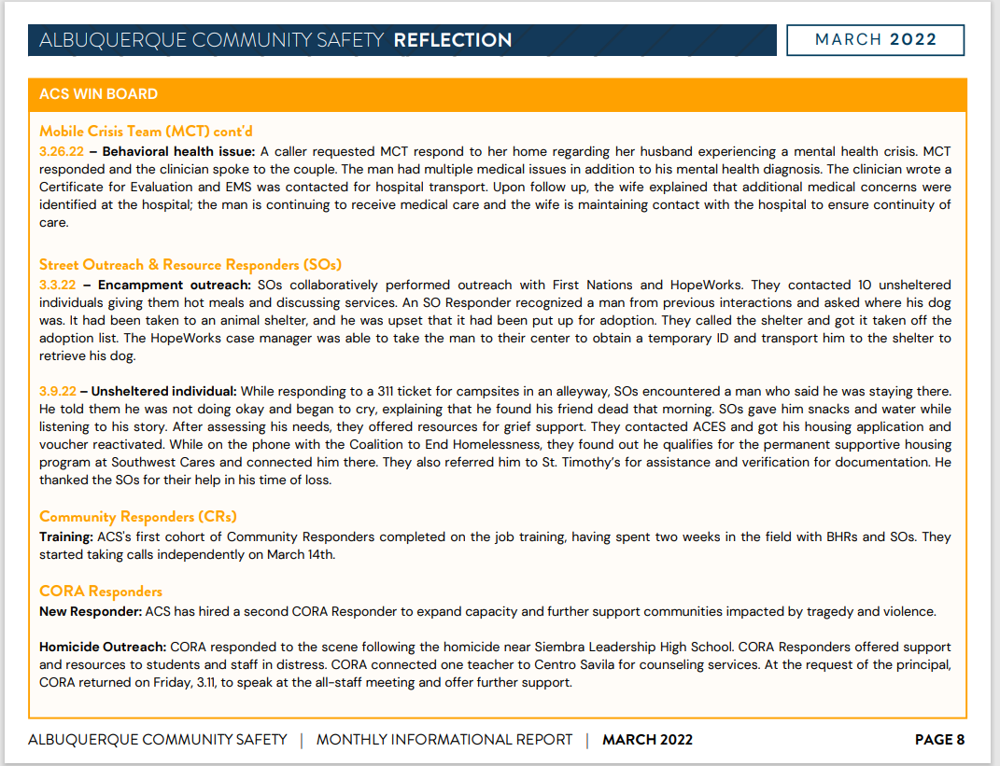 ALBUQUERQUE COMMUNITY SAFETY REFLECTION
MARCH 2022
ACS WIN BOARD
Mobile Crisis Team (MCT) cont'd
3.26.22 – Behavioral health issue: A caller requested MCT respond to her home regarding her husband experiencing a mental health crisis. MCT
responded and the clinician spoke to the couple. The man had multiple medical issues in addition to his mental health diagnosis. The clinician wrote a
Certificate for Evaluation and EMS was contacted for hospital transport. Upon follow up, the wife explained that additional medical concerns were
identified at the hospital; the man is continuing to receive medical care and the wife is maintaining contact with the hospital to ensure continuity of
care.
Street Outreach & Resource Responders (SOs)
3.3.22 – Encampment outreach: SOs collaboratively performed outreach with First Nations and HopeWorks. They contacted 10 unsheltered
individuals giving them hot meals and discussing services. An SO Responder recognized a man from previous interactions and asked where his dog
was. It had been taken to an animal shelter, and he was upset that it had been put up for adoption. They called the shelter and got it taken off the
adoption list. The HopeWorks case manager was able to take the man to their center to obtain a temporary ID and transport him to the shelter to
retrieve his dog.
3.9.22 – Unsheltered individual: While responding to a 311 ticket for campsites in an alleyway, SOs encountered a man who said he was staying there.
He told them he was not doing okay and began to cry, explaining that he found his friend dead that morning. SOs gave him snacks and water while
listening to his story. After assessing his needs, they offered resources for grief support. They contacted ACES and got his housing application and
voucher reactivated. While on the phone with the Coalition to End Homelessness, they found out he qualifies for the permanent supportive housing
program at Southwest Cares and connected him there. They also referred him to St. Timothy's for assistance and verification for documentation. He
thanked the SOs for their help in his time of loss.
Community Responders (CRs)
Training: ACS's first cohort of Community Responders completed on the job training, having spent two weeks in the field with BHRs and SOs. They
started taking calls independently on March 14th.
CORA Responders
New Responder: ACS has hired a second CORA Responder to expand capacity and further support communities impacted by tragedy and violence.
Homicide Outreach: CORA responded to the scene following the homicide near Siembra Leadership High School. CORA Responders offered support
and resources to students and staff in distress. CORA connected one teacher to Centro Savila for counseling services. At the request of the principal,
CORA returned on Friday, 3.11, to speak at the all-staff meeting and offer further support.
ALBUQUERQUE COMMUNITY SAFETY | MONTHLY INFORMATIONAL REPORT | MARCH 2022
PAGE 8